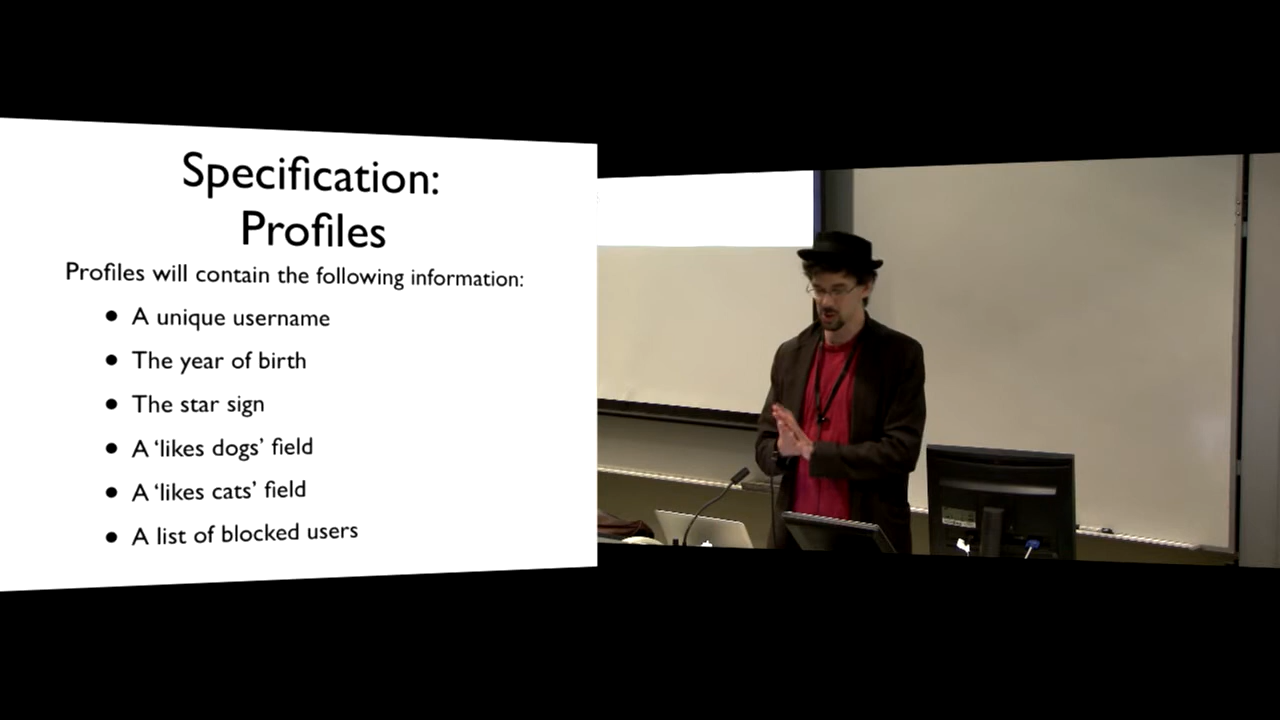 Specification:
Profiles
Profiles will contain the following information:
• A unique username
• The year of birth
• The star sign
• A ‘likes dogs’ field
• A ‘likes cats’ field
• A list of blocked users